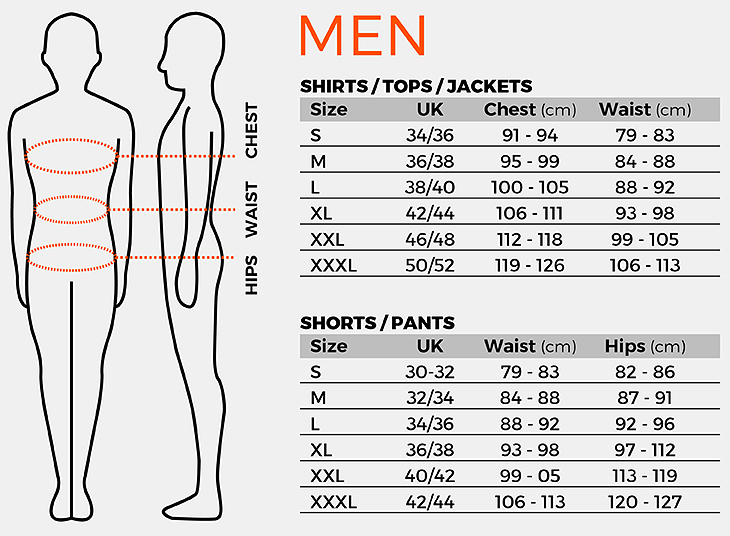 MEN
SHIRTS / TOPS / JACKETS
Size UK Chest (cm) Waist (cm)
S 34/36 91 - 94 79 - 83
M 36/38 95 - 99 84 - 88
L 38/40 100 - 105 88 - 92
XL 42/44 106 - 111 93 - 98
XXL 46/48 112 - 118 99 - 105
XXXL 50/52 119 - 126 106 - 113
CHEST
WAIST
HIPS
SHORTS / PANTS
Size UK Waist (cm) Hips (cm)
S 30-32 79 - 83 82 - 86
M 32/34 84 - 88 87 - 91
L 34/36 88 - 92 92 - 96
XL 36/38 93 - 98 97 - 112
XXL 40/42 99 - 05 113 - 119
XXXL 42/44 106 - 113 120 - 127